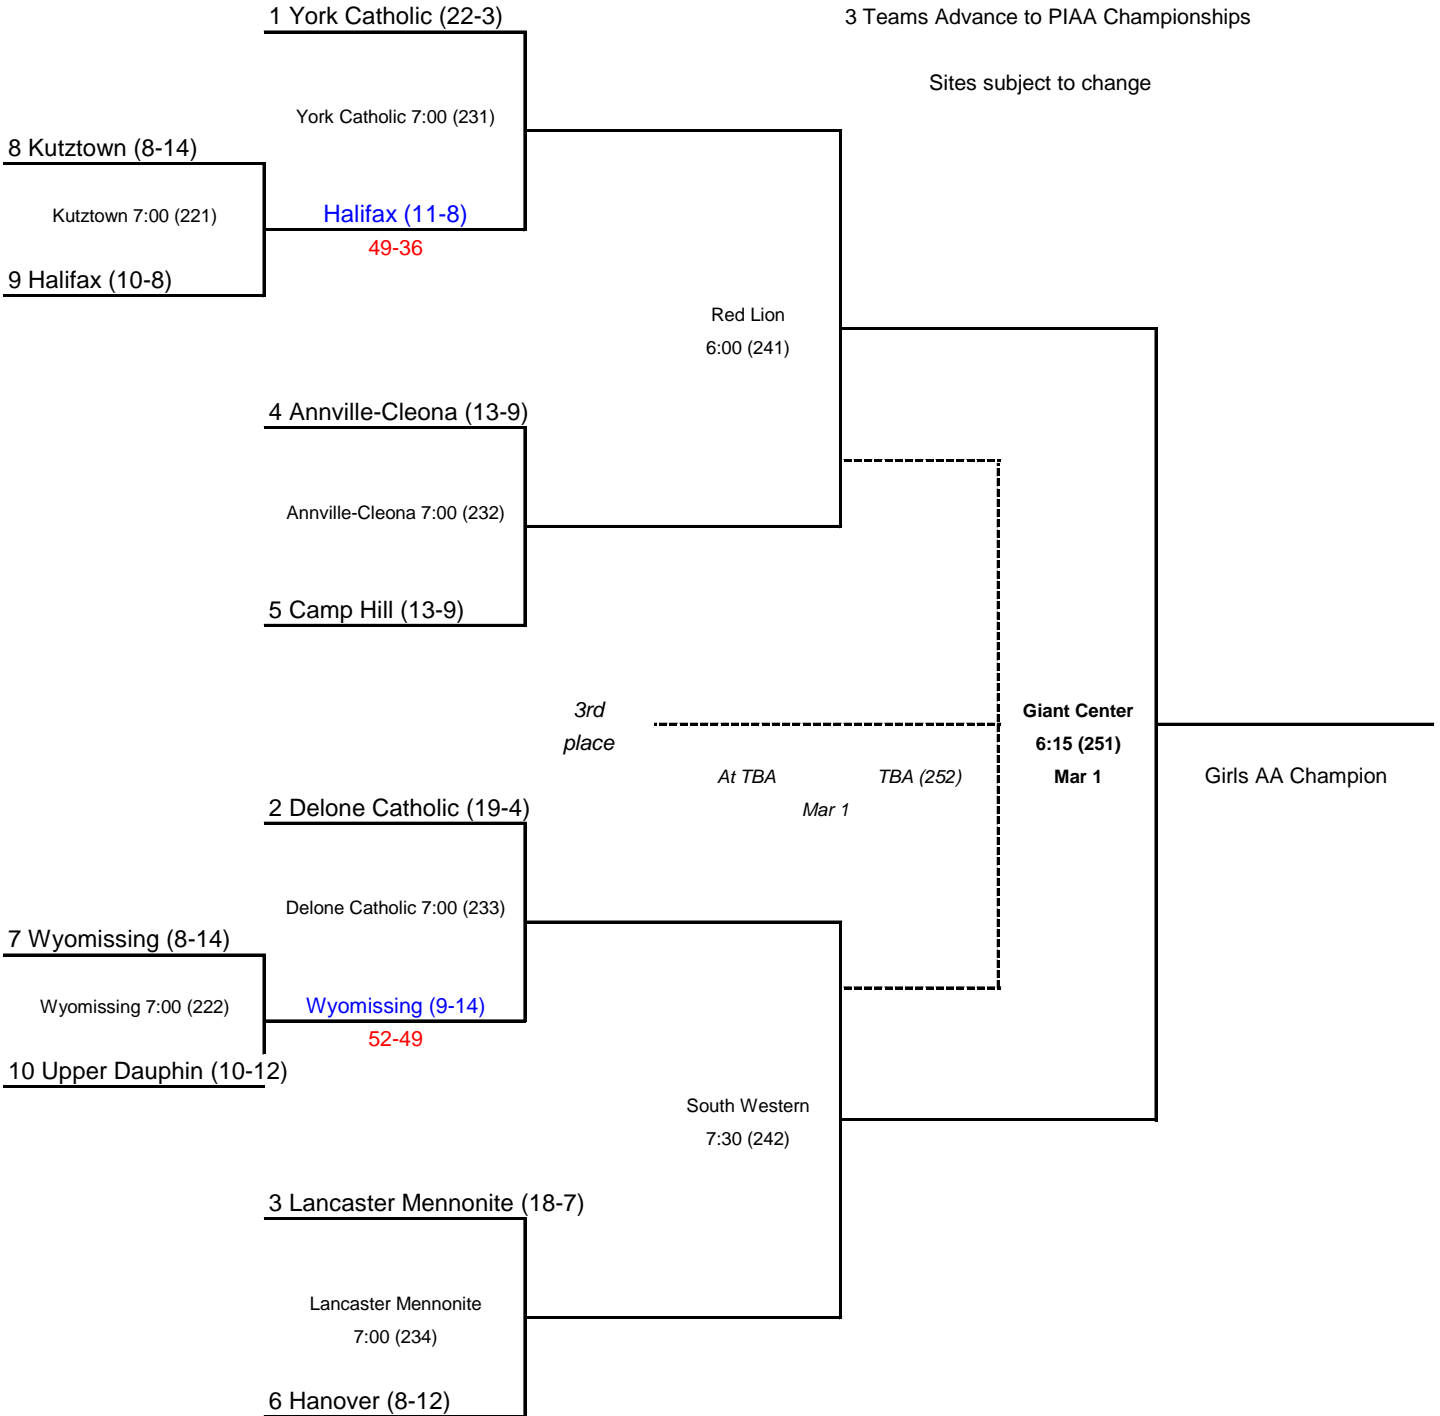 1 York Catholic (22-3)
3 Teams Advance to PIAA Championships
Sites subject to change
York Catholic 7:00 (231)
8 Kutztown (8-14)
Kutztown 7:00 (221)
Halifax (11-8)
49-36
9 Halifax (10-8)
Red Lion
6:00 (241)
4 Annville-Cleona (13-9)
Annville-Cleona 7:00 (232)
5 Camp Hill (13-9)
3rd
place
Giant Center
6:15 (251)
Mar 1
At TBA
TBA (252)
Mar 1
Girls AA Champion
2 Delone Catholic (19-4)
Delone Catholic 7:00 (233)
7 Wyomissing (8-14)
Wyomissing 7:00 (222)
Wyomissing (9-14)
52-49
10 Upper Dauphin (10-12)
South Western
7:30 (242)
3 Lancaster Mennonite (18-7)
Lancaster Mennonite
7:00 (234)
6 Hanover (8-12)